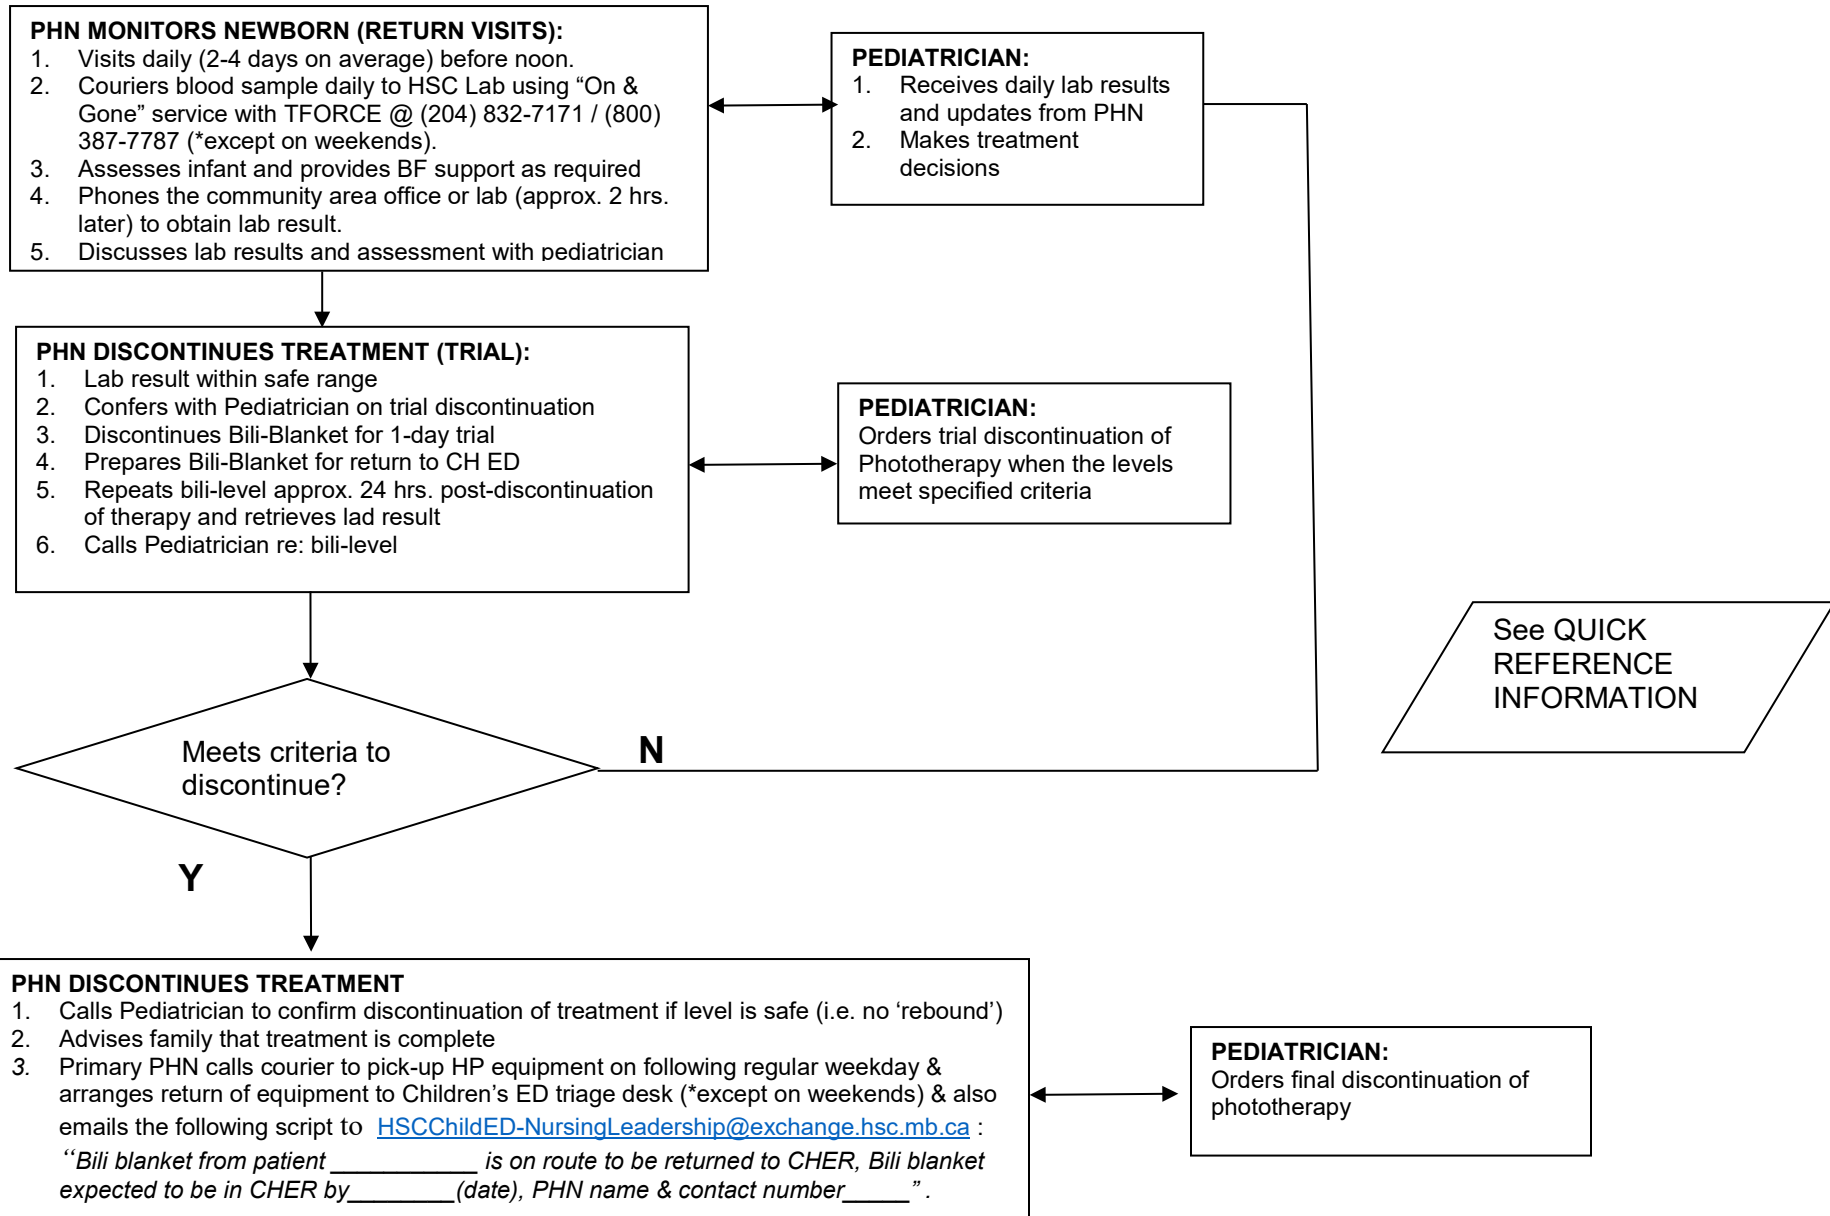 PHN MONITORS NEWBORN (RETURN VISITS):
1. Visits daily (2-4 days on average) before noon.
2. Couriers blood sample daily to HSC Lab using “On &
Gone” service with TFORCE @ (204) 832-7171 / (800)
387-7787 (*except on weekends).
3. Assesses infant and provides BF support as required
4. Phones the community area office or lab (approx. 2 hrs.
later) to obtain lab result.
5. Discusses lab results and assessment with pediatrician
PEDIATRICIAN:
1. Receives daily lab results
and updates from PHN
2. Makes treatment
decisions
PHN DISCONTINUES TREATMENT (TRIAL):
1. Lab result within safe range
2. Confers with Pediatrician on trial discontinuation
3. Discontinues Bili-Blanket for 1-day trial
4. Prepares Bili-Blanket for return to CH ED
5. Repeats bili-level approx. 24 hrs. post-discontinuation
of therapy and retrieves lad result
6. Calls Pediatrician re: bili-level
PEDIATRICIAN:
Orders trial discontinuation of
Phototherapy when the levels
meet specified criteria
See QUICK
REFERENCE
INFORMATION
Meets criteria to
discontinue?
N
Y
PHN DISCONTINUES TREATMENT
1. Calls Pediatrician to confirm discontinuation of treatment if level is safe (i.e. no ‘rebound’)
2. Advises family that treatment is complete
3. Primary PHN calls courier to pick-up HP equipment on following regular weekday &
arranges return of equipment to Children’s ED triage desk (*except on weekends) & also
emails the following script to HSCChildED-NursingLeadership@exchange.hsc.mb.ca :
“Bili blanket from patient ___________ is on route to be returned to CHER, Bili blanket
expected to be in CHER by________(date), PHN name & contact number_____” .
PEDIATRICIAN:
Orders final discontinuation of
phototherapy